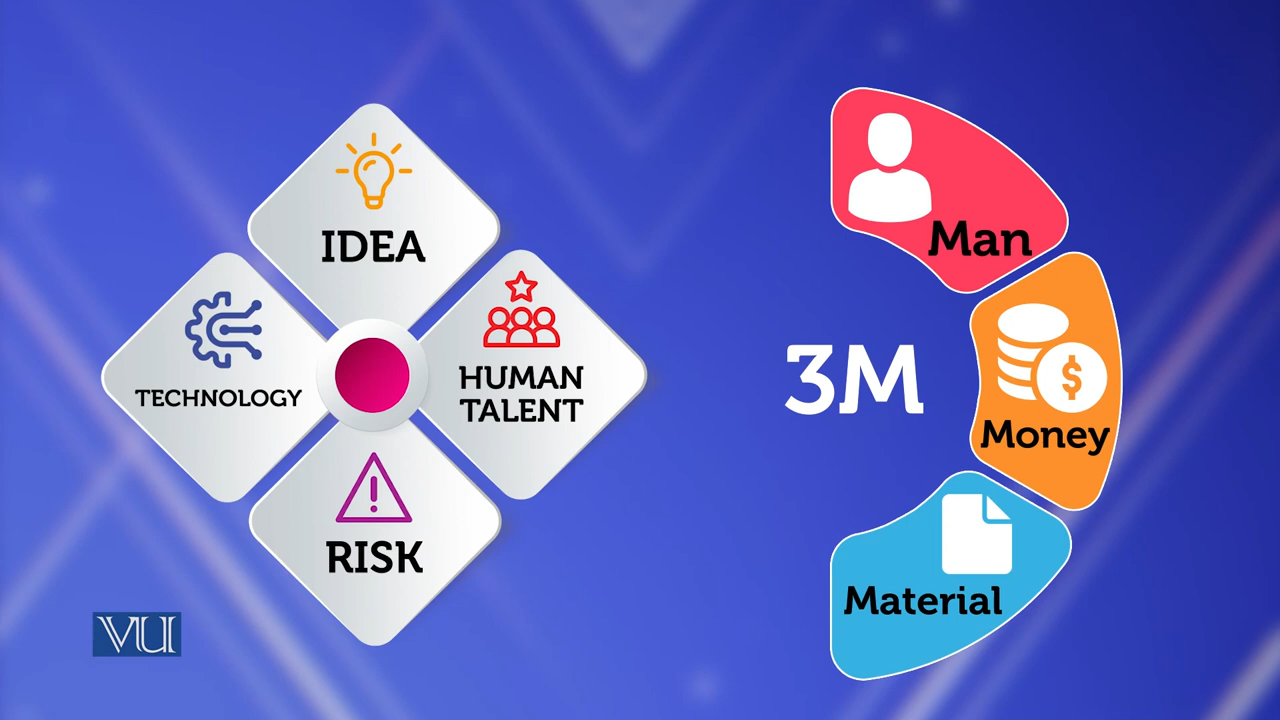 IDEA
TECHNOLOGY
HUMAN
TALENT
RISK
3M
Man
$
Money
Material
VU